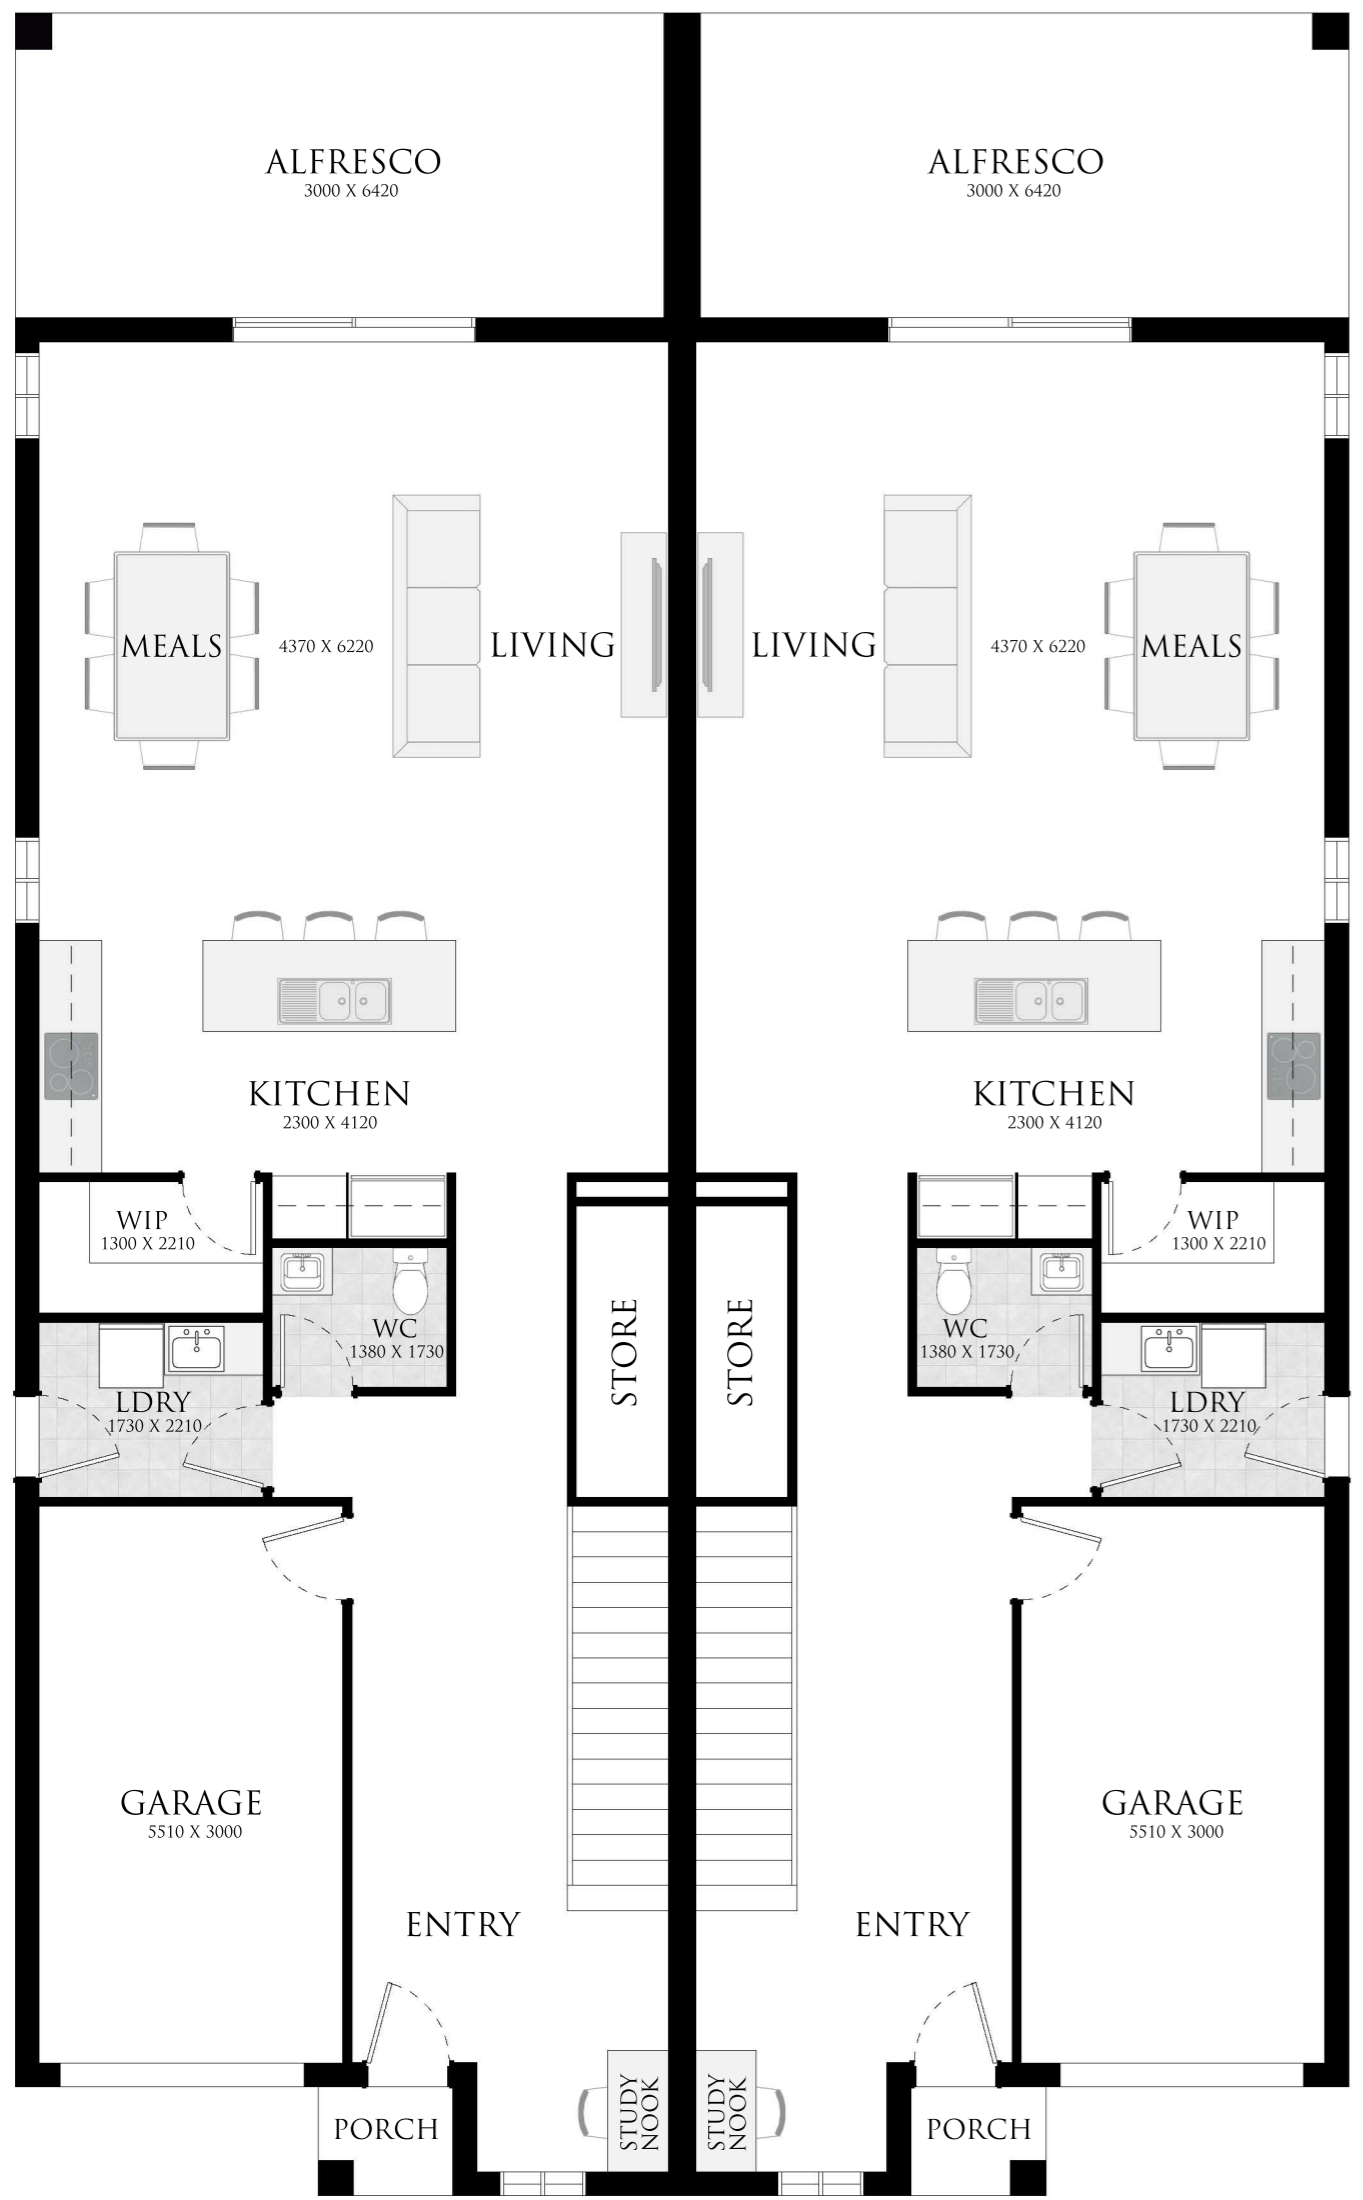 ALFRESCO
3000 X 6420
ALFRESCO
3000 X 6420
MEALS
4370 X 6220
LIVING
LIVING
4370 X 6220
MEALS
KITCHEN
2300 X 4120
KITCHEN
2300 X 4120
WIP
1300 X 2210
WIP
1300 X 2210
WC
1380 X 1730
STORE
STORE
WC
1380 X 1730
LDRY
1730 X 2210
LDRY
1730 X 2210
GARAGE
5510 X 3000
GARAGE
5510 X 3000
ENTRY
ENTRY
PORCH
STUDY
NOOK
STUDY
NOOK
PORCH